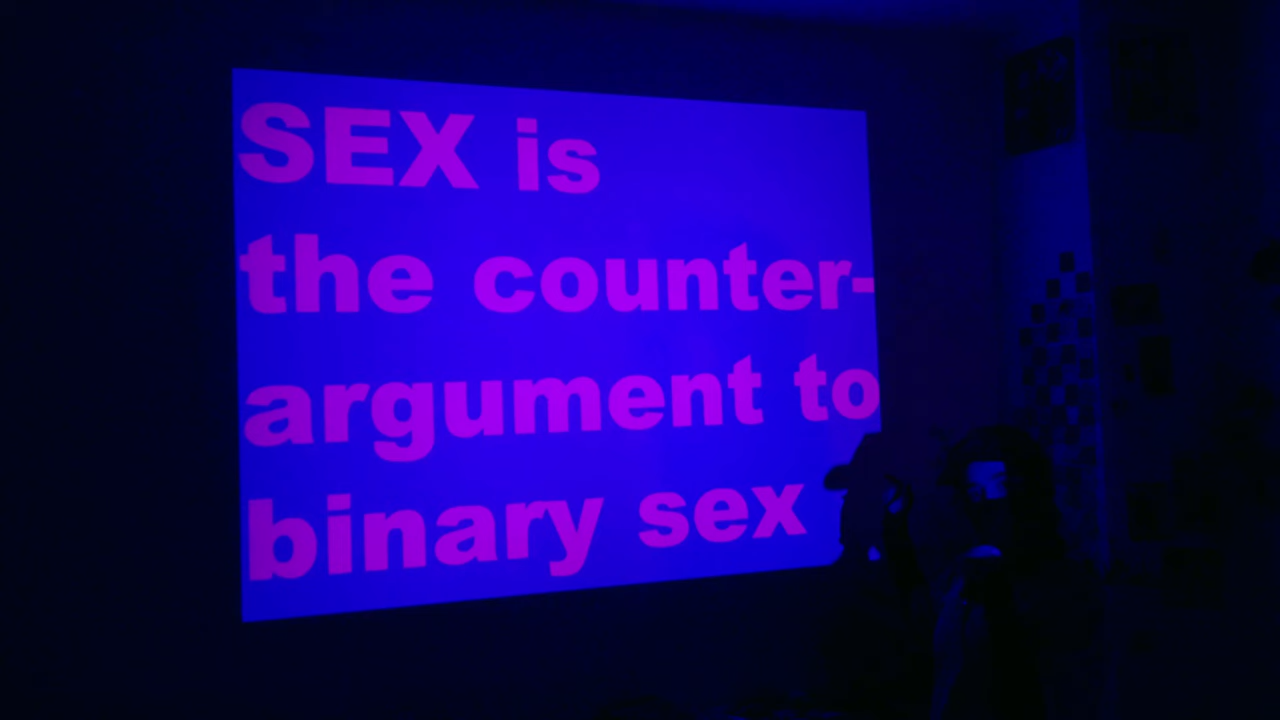 SEX is
the counter-
argument to
binary sex